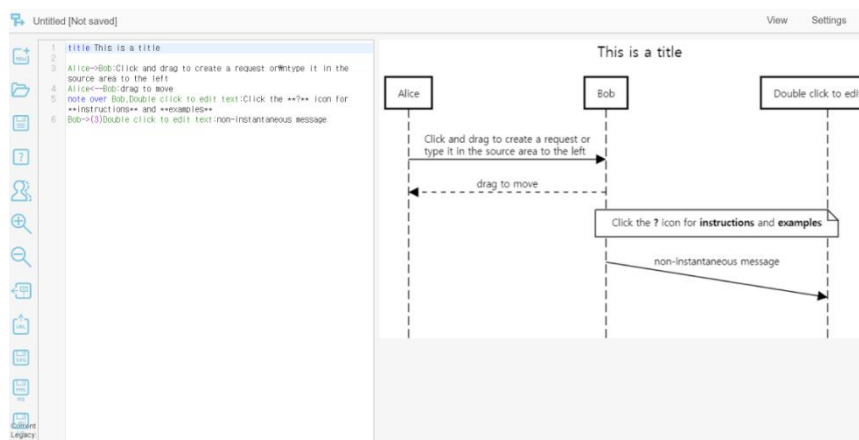 Untitled [Not saved]
View Settings
1 title This is a title
2
3 Alice->Bob:Click and drag to create a request or₩ntype it in the
source area to the left
4 Alice<--Bob:drag to move
5 note over Bob,Double click to edit text:Click the **?** icon for
**instructions** and **examples**
6 Bob->(3)Double click to edit text:non-instantaneous message
This is a title
Alice
Bob
Double click to edit
Click and drag to create a request or
type it in the source area to the left
drag to move
Click the ? icon for instructions and examples
non-instantaneous message
NEW
?
URL
SVG
Current
Legacy